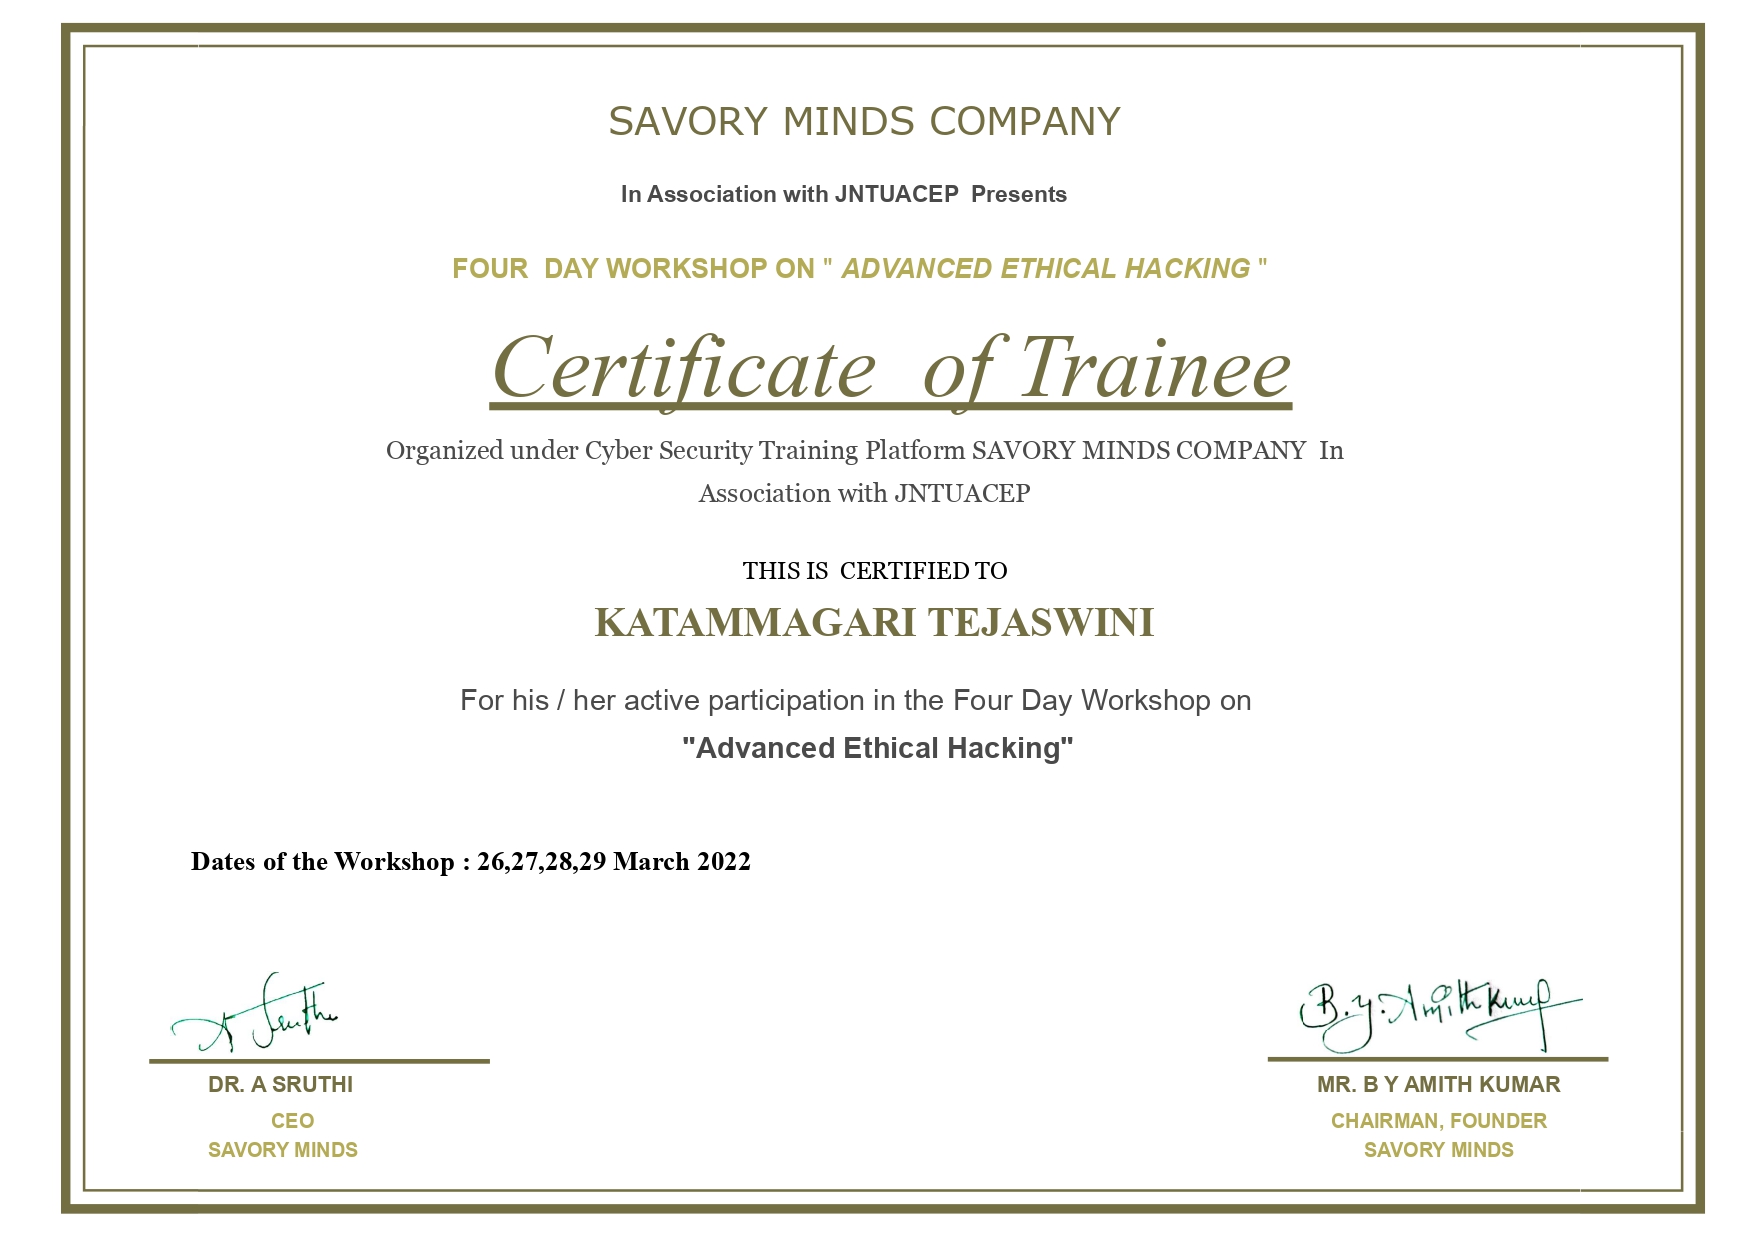 SAVORY MINDS COMPANY
In Association with JNTUACEP Presents
FOUR DAY WORKSHOP ON " ADVANCED ETHICAL HACKING "
Certificate of Trainee
Organized under Cyber Security Training Platform SAVORY MINDS COMPANY In
Association with JNTUACEP
THIS IS CERTIFIED TO
KATAMMAGARI TEJASWINI
For his / her active participation in the Four Day Workshop on
"Advanced Ethical Hacking"
Dates of the Workshop : 26,27,28,29 March 2022
A Sruthi
DR. A SRUTHI
CEO
SAVORY MINDS
B.Y. Amith Kumar
MR. B Y AMITH KUMAR
CHAIRMAN, FOUNDER
SAVORY MINDS